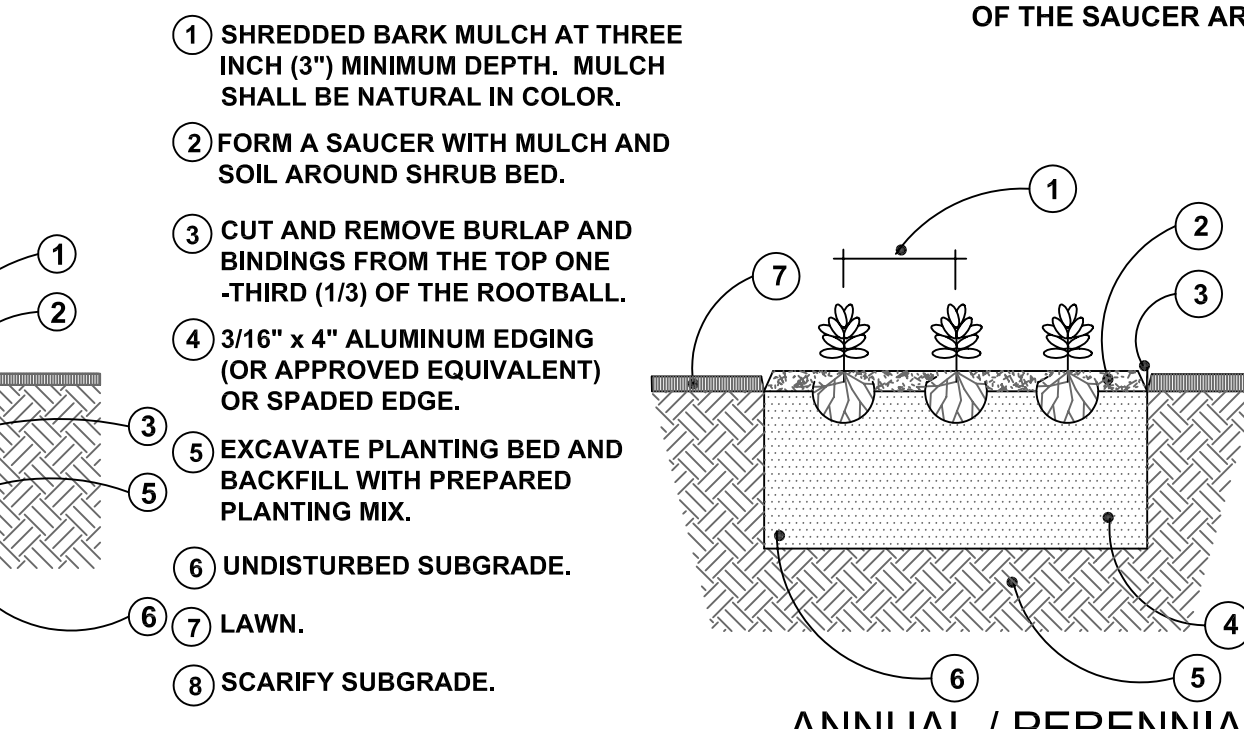 OF THE SAUCER AR
1 SHREDDED BARK MULCH AT THREE
INCH (3") MINIMUM DEPTH. MULCH
SHALL BE NATURAL IN COLOR.
2 FORM A SAUCER WITH MULCH AND
SOIL AROUND SHRUB BED.
3 CUT AND REMOVE BURLAP AND
BINDINGS FROM THE TOP ONE
-THIRD (1/3) OF THE ROOTBALL.
4 3/16" x 4" ALUMINUM EDGING
(OR APPROVED EQUIVALENT)
OR SPADED EDGE.
5 EXCAVATE PLANTING BED AND
BACKFILL WITH PREPARED
PLANTING MIX.
6 UNDISTURBED SUBGRADE.
7 LAWN.
8 SCARIFY SUBGRADE.
1
2
3
5
6
1
2
3
7
4
5
6
ANNUAL / PERENNIA